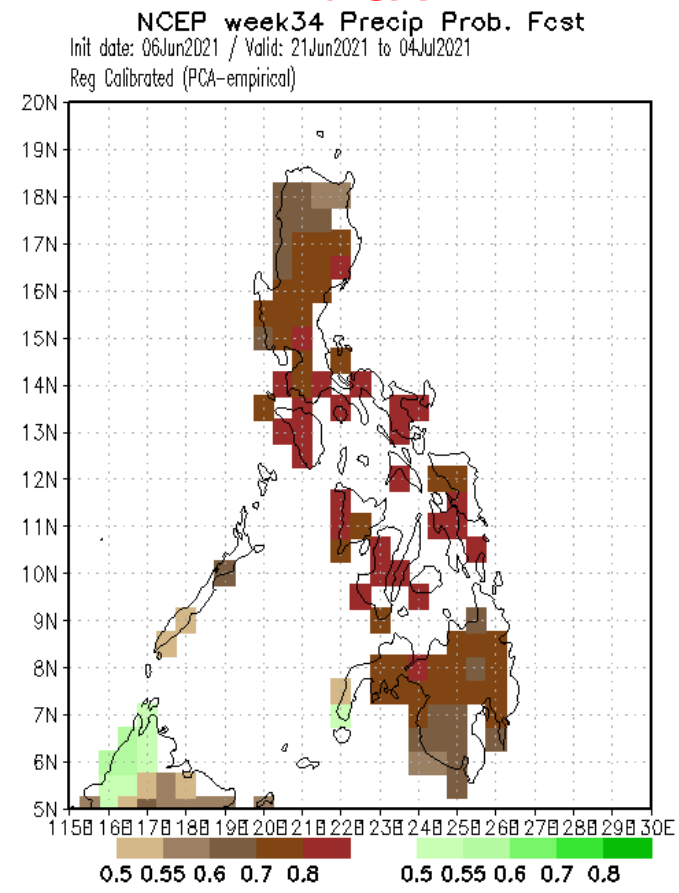 NCEP week34 Precip Prob. Fcst
Init date: 06Jun2021 / Valid: 21Jun2021 to 04Jul2021
Reg Calibrated (PCA-empirical)
20N
19N
18N
17N
16N
15N
14N
13N
12N
11N
10N
9N
8N
7N
6N
5N
115E 116E 117E 118E 119E 120E 121E 122E 123E 124E 125E 126E 127E 128E 129E 130E
0.5 0.55 0.6 0.7 0.8 0.5 0.55 0.6 0.7 0.8